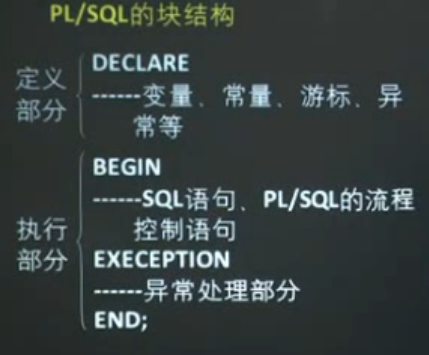 PL/SQL的块结构
定义
部分
DECLARE
------变量、常量、游标、异
常等
执行
部分
BEGIN
------SQL语句、PL/SQL的流程
控制语句
EXECEPTION
------异常处理部分
END;